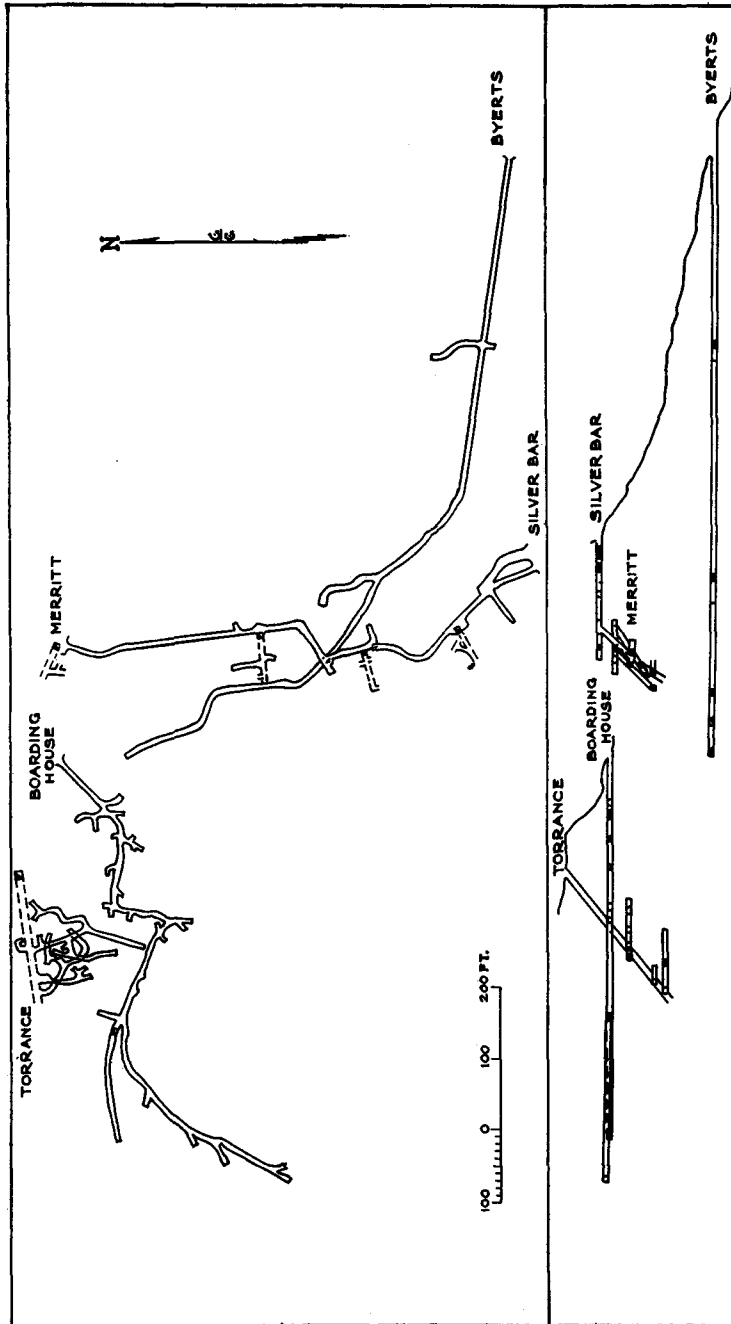 N
BYERTS
MERRITT
BOARDING
HOUSE
SILVER BAR
TORRANCE
100
0
100
200 FT.
BYERTS
SILVER BAR
MERRITT
BOARDING
HOUSE
TORRANCE